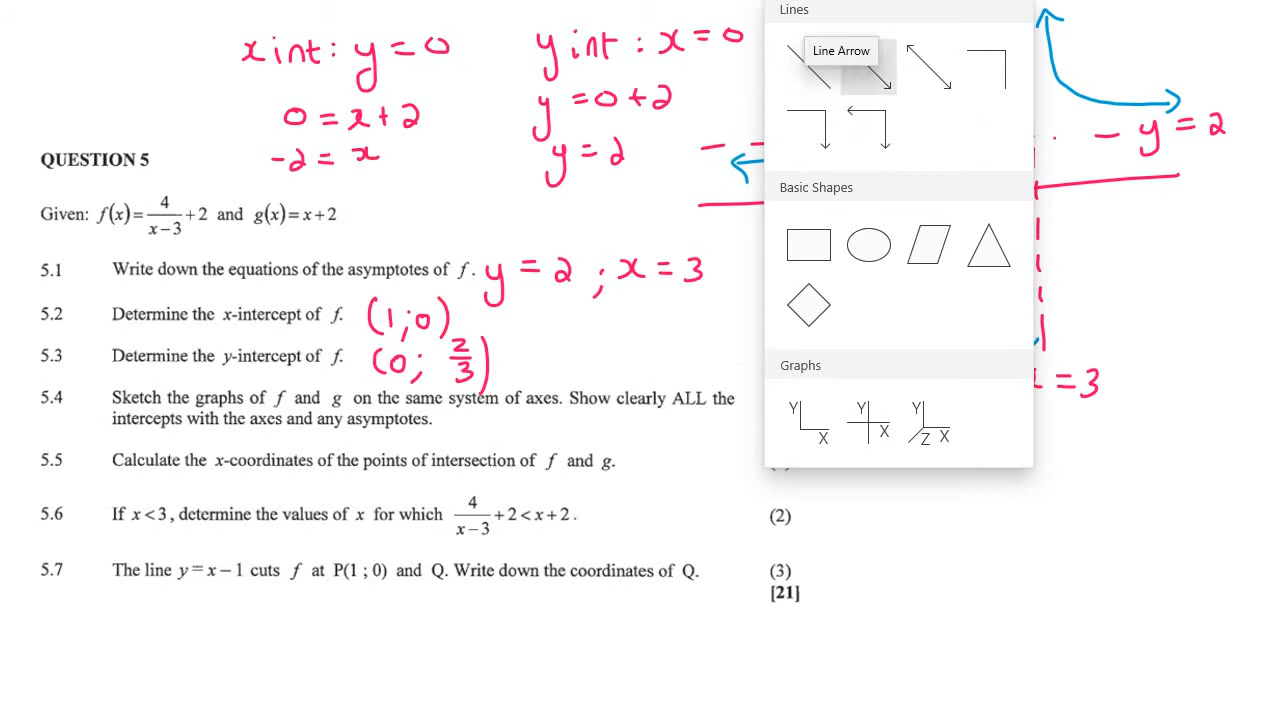 x int: y = 0
0 = x + 2
-2 = x
y int: x = 0
y = 0 + 2
y = 2
Lines
Line Arrow
Basic Shapes
Graphs
Y
X
Y
X
Y
Z X
- y = 2
= 3
QUESTION 5
Given: f(x) = 4/(x-3) + 2 and g(x) = x + 2
5.1 Write down the equations of the asymptotes of f. y = 2 ; x = 3
5.2 Determine the x-intercept of f. (1 ; 0)
5.3 Determine the y-intercept of f. (0 ; 2/3)
5.4 Sketch the graphs of f and g on the same system of axes. Show clearly ALL the
intercepts with the axes and any asymptotes.
5.5 Calculate the x-coordinates of the points of intersection of f and g.
5.6 If x < 3, determine the values of x for which 4/(x-3) + 2 < x + 2. (2)
5.7 The line y = x - 1 cuts f at P(1 ; 0) and Q. Write down the coordinates of Q. (3)
[21]